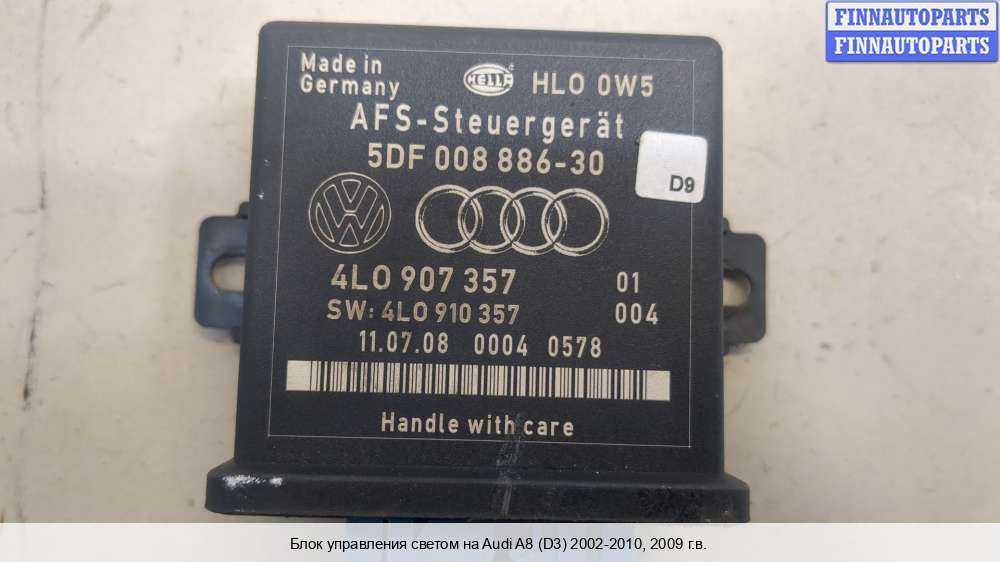 FINNAUTOPARTS
FINNAUTOPARTS
Made in
Germany
HELLA
HLO 0W5
AFS-Steuergerät
5DF 008 886-30
D9
4L0 907 357 01
SW: 4L0 910 357 004
11.07.08 0004 0578
Handle with care
Блок управления светом на Audi A8 (D3) 2002-2010, 2009 г.в.